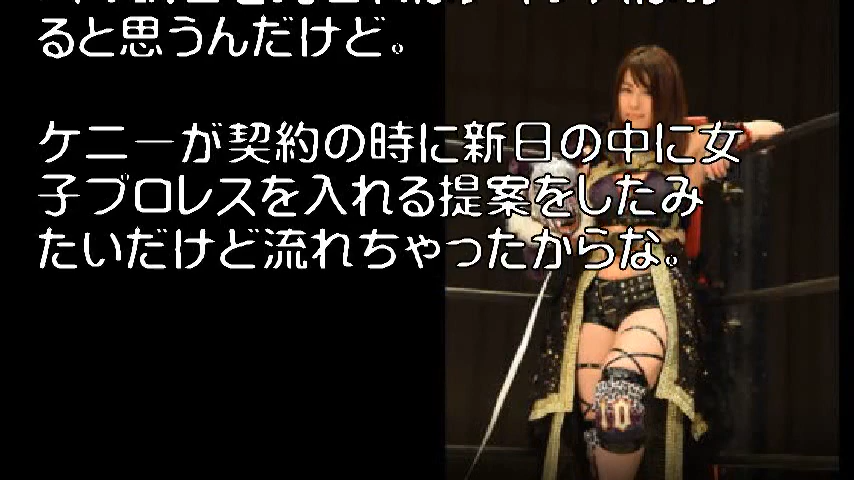 ると思うんだけど。
ケニーが契約の時に新日の中に女
子プロレスを入れる提案をしたみ
たいだけど流れちゃったからな。
10